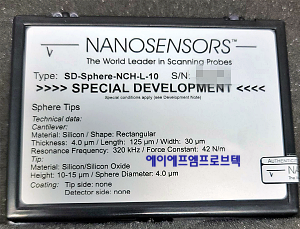 NANOSENSORS™
The World Leader in Scanning Probes
Type: SD-Sphere-NCH-L-10 S/N:
>>>> SPECIAL DEVELOPMENT <<<<
Special conditions apply (see Development Note)
Sphere Tips
Technical data:
Cantilever:
Material: Silicon / Shape: Rectangular
Thickness: 4.0 µm / Length: 125 µm / Width: 30 µm
Resonance Frequency: 320 kHz / Force Constant: 42 N/m
Tip:
에이에프엠프로브텍
Material: Silicon/Silicon Oxide
Height: 10-15 µm / Sphere Diameter: 4.0 µm
Coating: Tip side: none
Detector side: none